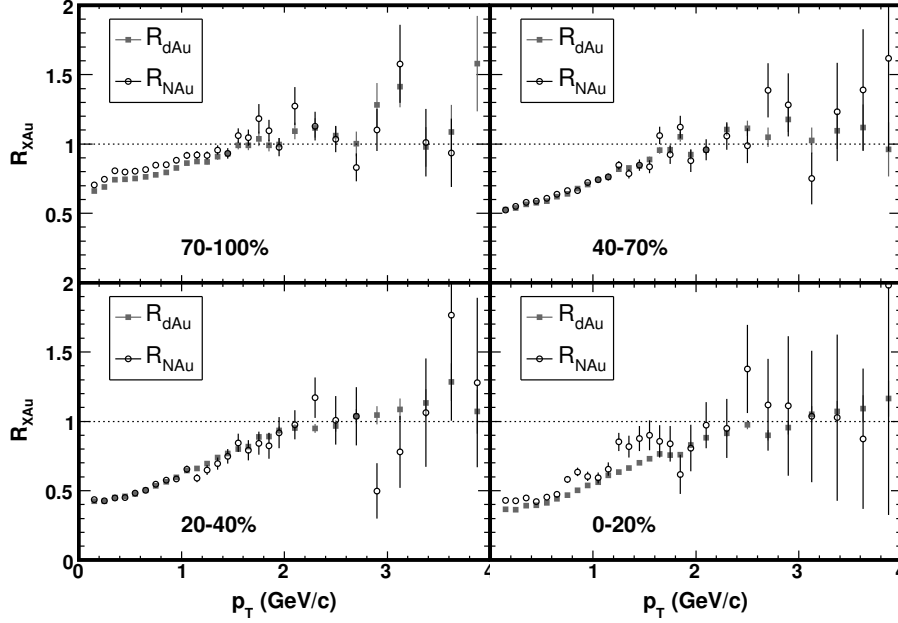 2
1.5
1
0.5
R_XAu
R_dAu
R_NAu
70-100%
R_dAu
R_NAu
40-70%
2
1.5
1
0.5
0
R_XAu
R_dAu
R_NAu
20-40%
R_dAu
R_NAu
0-20%
0 1 2 3 4
1 2 3 4
p_T (GeV/c)
p_T (GeV/c)